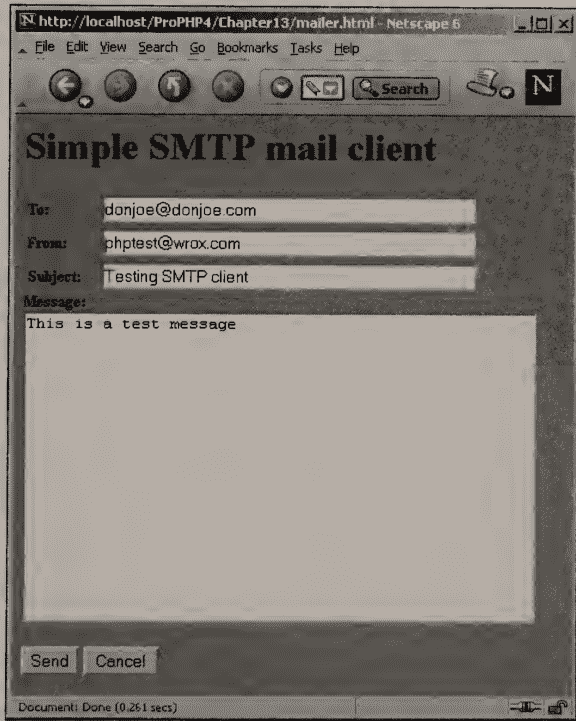 N http://localhost/ProPHP4/Chapter13/mailer.html - Netscape 6
File Edit View Search Go Bookmarks Tasks Help
Search N
Simple SMTP mail client
To: donjoe@donjoe.com
From: phptest@wrox.com
Subject: Testing SMTP client
Message:
This is a test message
Send Cancel
Document: Done (0.261 secs)